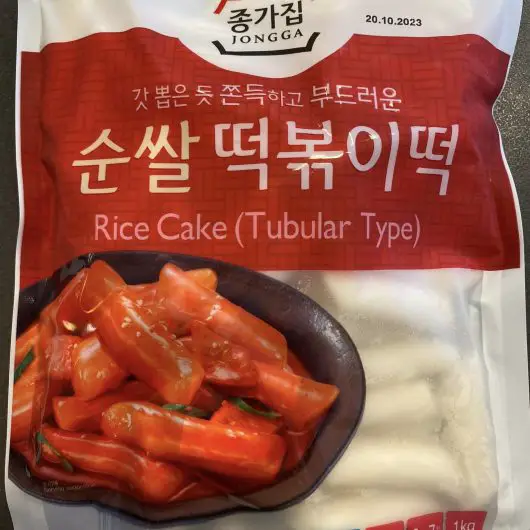 종가집
JONGGA
20.10.2023
갓 뽑은 듯 쫀득하고 부드러운
순쌀 떡볶이떡
Rice Cake (Tubular Type)
1kg